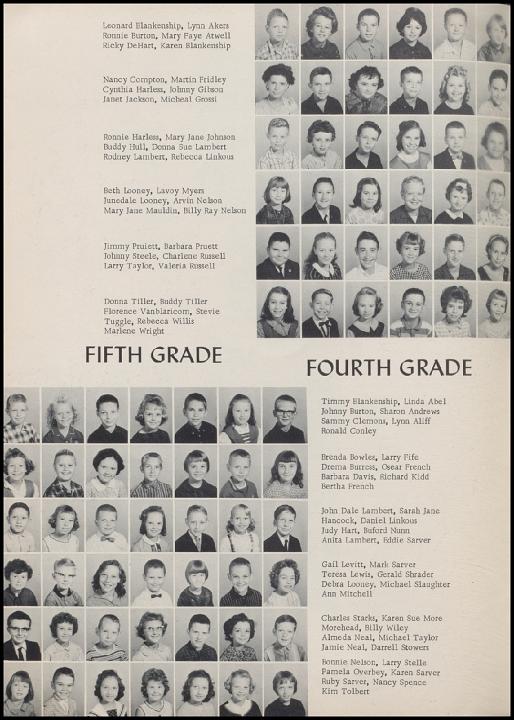 Leonard Blankenship, Lynn Akers
Ronnie Burton, Mary Faye Atwell
Ricky DeHart, Karen Blankenship
Nancy Compton, Martin Fridley
Cynthia Harless, Johnny Gibson
Janet Jackson, Micheal Grossi
Ronnie Harless, Mary Jane Johnson
Buddy Hull, Donna Sue Lambert
Rodney Lambert, Rebecca Linkous
Beth Looney, Lavoy Myers
Junedale Looney, Arvin Nelson
Mary Jane Mauldin, Billy Ray Nelson
Jimmy Pruiett, Barbara Pruett
Johnny Steele, Charlene Russell
Larry Taylor, Valeria Russell
Donna Tiller, Buddy Tiller
Florence Vanblaricom, Stevie
Tuggle, Rebecca Willis
Marlene Wright
FIFTH GRADE
FOURTH GRADE
Timmy Blankenship, Linda Abel
Johnny Burton, Sharon Andrews
Sammy Clemons, Lynn Aliff
Ronald Conley
Brenda Bowles, Larry Fife
Drema Burress, Oscar French
Barbara Davis, Richard Kidd
Bertha French
John Dale Lambert, Sarah Jane
Hancock, Daniel Linkous
Judy Hart, Buford Nunn
Anita Lambert, Eddie Sarver
Gail Levitt, Mark Sarver
Teresa Lewis, Gerald Shrader
Debra Looney, Michael Slaughter
Ann Mitchell
Charles Starks, Karen Sue More
Morehead, Billy Wiley
Almeda Neal, Michael Taylor
Jamie Neal, Darrell Stowers
Bonnie Nelson, Larry Stelle
Pamela Overbey, Karen Sarver
Ruby Sarver, Nancy Spence
Kim Tolbert